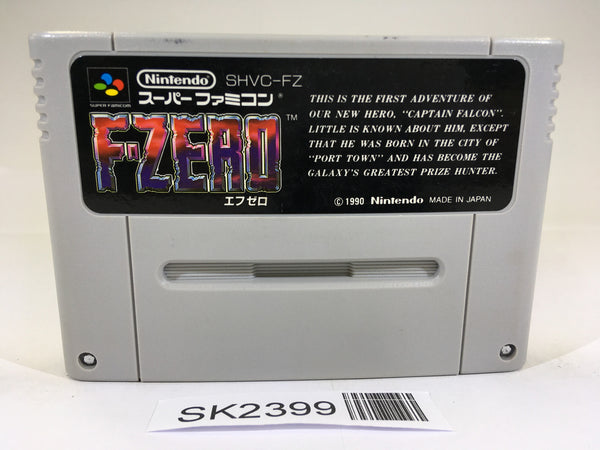 Nintendo SHVC-FZ
スーパーファミコン®
SUPER FAMICOM
F-ZERO™
エフゼロ
THIS IS THE FIRST ADVENTURE OF
OUR NEW HERO, "CAPTAIN FALCON".
LITTLE IS KNOWN ABOUT HIM, EXCEPT
THAT HE WAS BORN IN THE CITY OF
"PORT TOWN" AND HAS BECOME THE
GALAXY'S GREATEST PRIZE HUNTER.
© 1990 Nintendo MADE IN JAPAN
SK2399